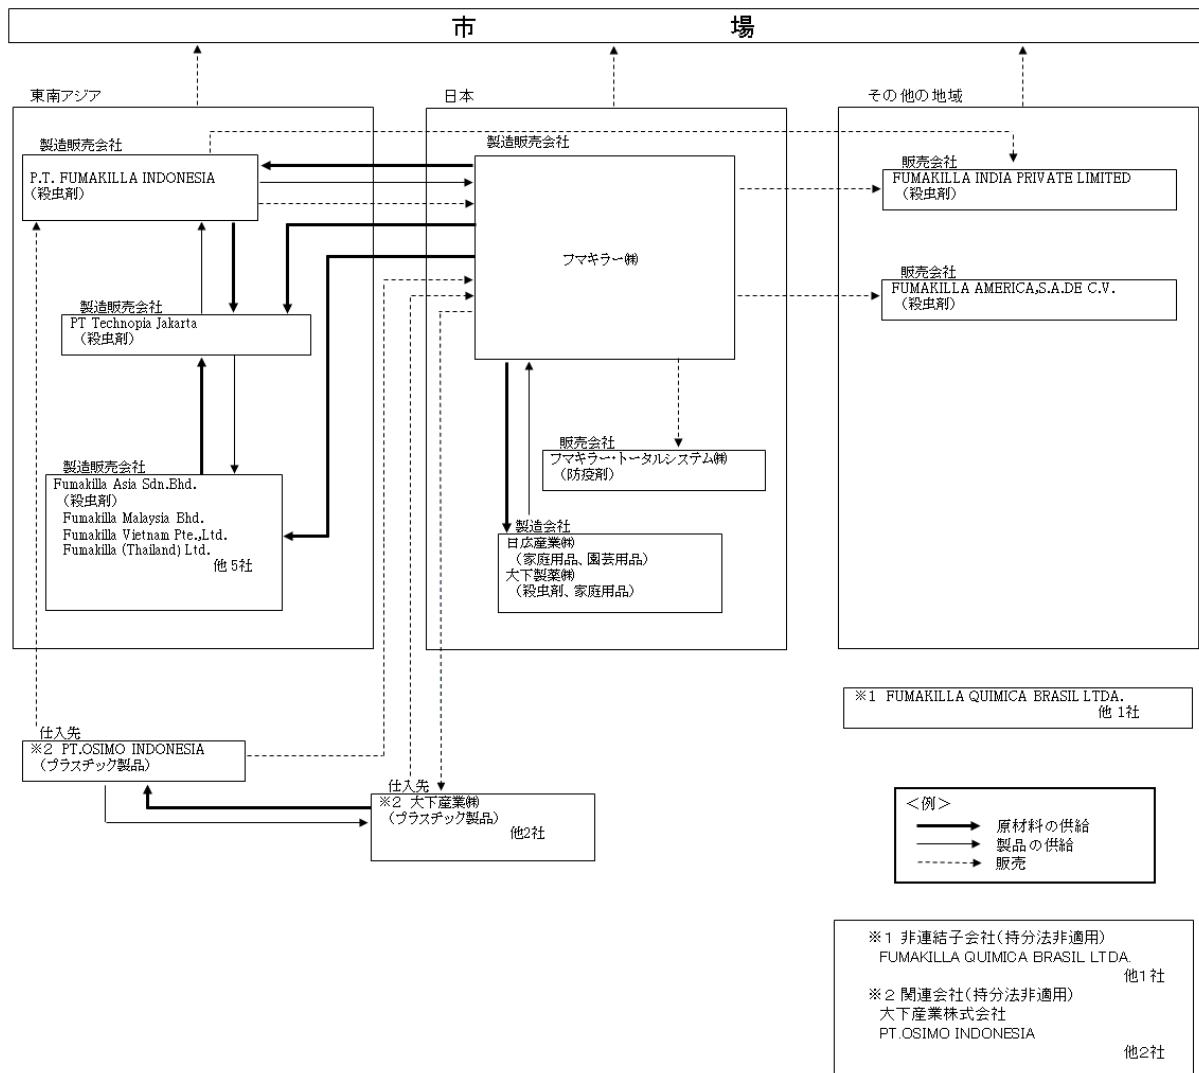 市 場
東南アジア
製造販売会社
P.T. FUMAKILLA INDONESIA
(殺虫剤)
製造販売会社
PT Technopia Jakarta
(殺虫剤)
製造販売会社
Fumakilla Asia Sdn.Bhd.
(殺虫剤)
Fumakilla Malaysia Bhd.
Fumakilla Vietnam Pte.,Ltd.
Fumakilla (Thailand) Ltd.
他 5社
日本
製造販売会社
フマキラー㈱
販売会社
フマキラー・トータルシステム㈱
(防疫剤)
製造会社
日広産業㈱
(家庭用品、園芸用品)
大下製薬㈱
(殺虫剤、家庭用品)
その他の地域
販売会社
FUMAKILLA INDIA PRIVATE LIMITED
(殺虫剤)
販売会社
FUMAKILLA AMERICA,S.A.DE C.V.
(殺虫剤)
※1 FUMAKILLA QUIMICA BRASIL LTDA.
他 1社
仕入先
※2 PT.OSIMO INDONESIA
(プラスチック製品)
仕入先
※2 大下産業㈱
(プラスチック製品)
他2社
<例>
原材料の供給
製品の供給
販売
※1 非連結子会社(持分法非適用)
FUMAKILLA QUIMICA BRASIL LTDA.
他1社
※2 関連会社(持分法非適用)
大下産業株式会社
PT.OSIMO INDONESIA
他2社